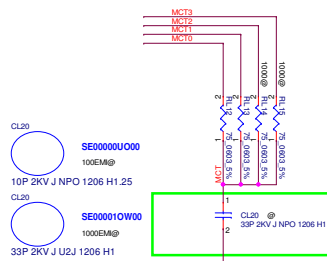 MCT3
MCT2
MCT1
MCT0
1000@
1000@
2
2
2
2
RL12
RL13
RL14
RL15
1
1
1
1
75_0603_5%
75_0603_5%
75_0603_5%
75_0603_5%
MCT
CL20
SE00000UO00
100EMI@
10P 2KV J NPO 1206 H1.25
CL20
SE00001OW00
1000EMI@
33P 2KV J U2J 1206 H1
1
CL20 @
33P 2KV J NPO 1206 H1
2